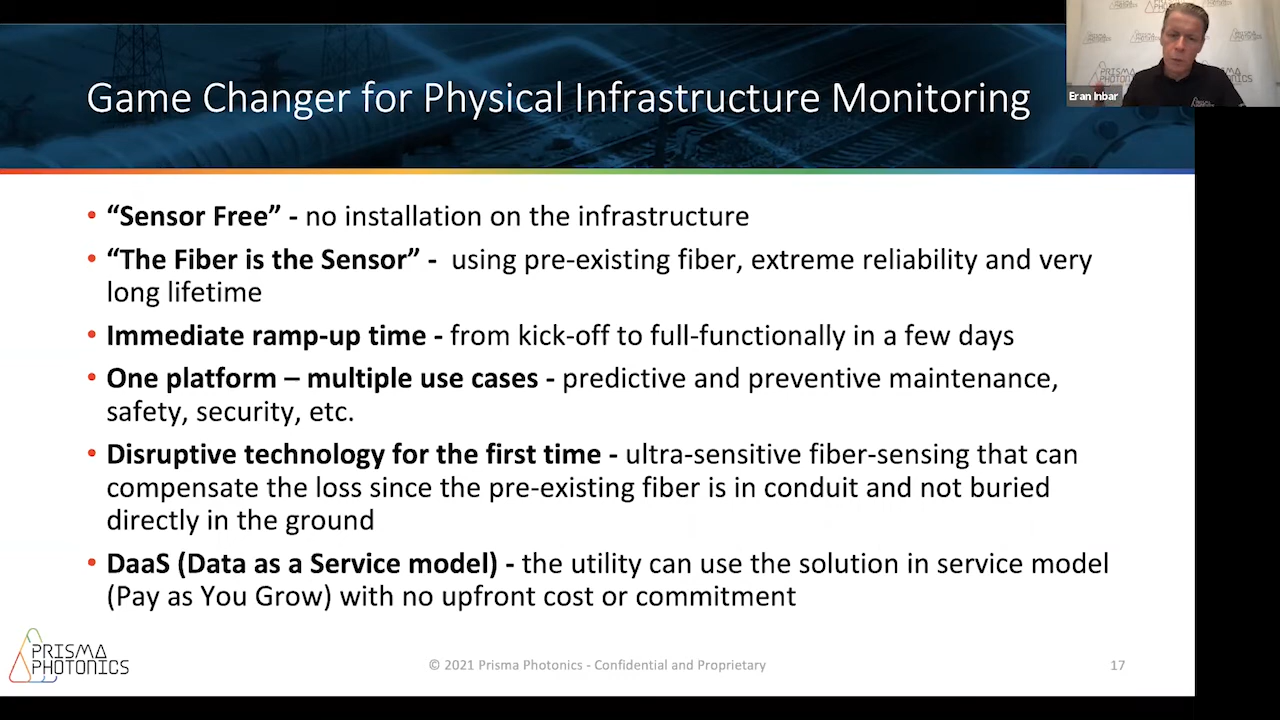 Game Changer for Physical Infrastructure Monitoring
PRISMA
PHOTONICS
Eran Inbar
• “Sensor Free” - no installation on the infrastructure
• “The Fiber is the Sensor” - using pre-existing fiber, extreme reliability and very
long lifetime
• Immediate ramp-up time - from kick-off to full-functionally in a few days
• One platform – multiple use cases - predictive and preventive maintenance,
safety, security, etc.
• Disruptive technology for the first time - ultra-sensitive fiber-sensing that can
compensate the loss since the pre-existing fiber is in conduit and not buried
directly in the ground
• DaaS (Data as a Service model) - the utility can use the solution in service model
(Pay as You Grow) with no upfront cost or commitment
PRISMA
PHOTONICS
© 2021 Prisma Photonics - Confidential and Proprietary
17